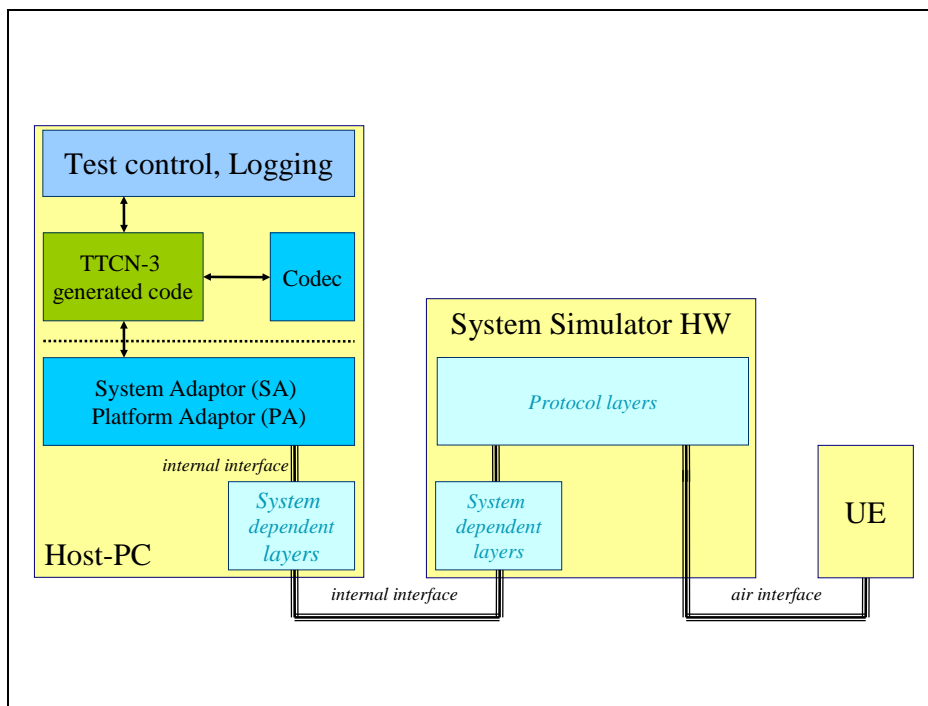 Test control, Logging
TTCN-3
generated code
Codec
System Adaptor (SA)
Platform Adaptor (PA)
internal interface
System
dependent
layers
Host-PC
System Simulator HW
Protocol layers
System
dependent
layers
UE
internal interface
air interface